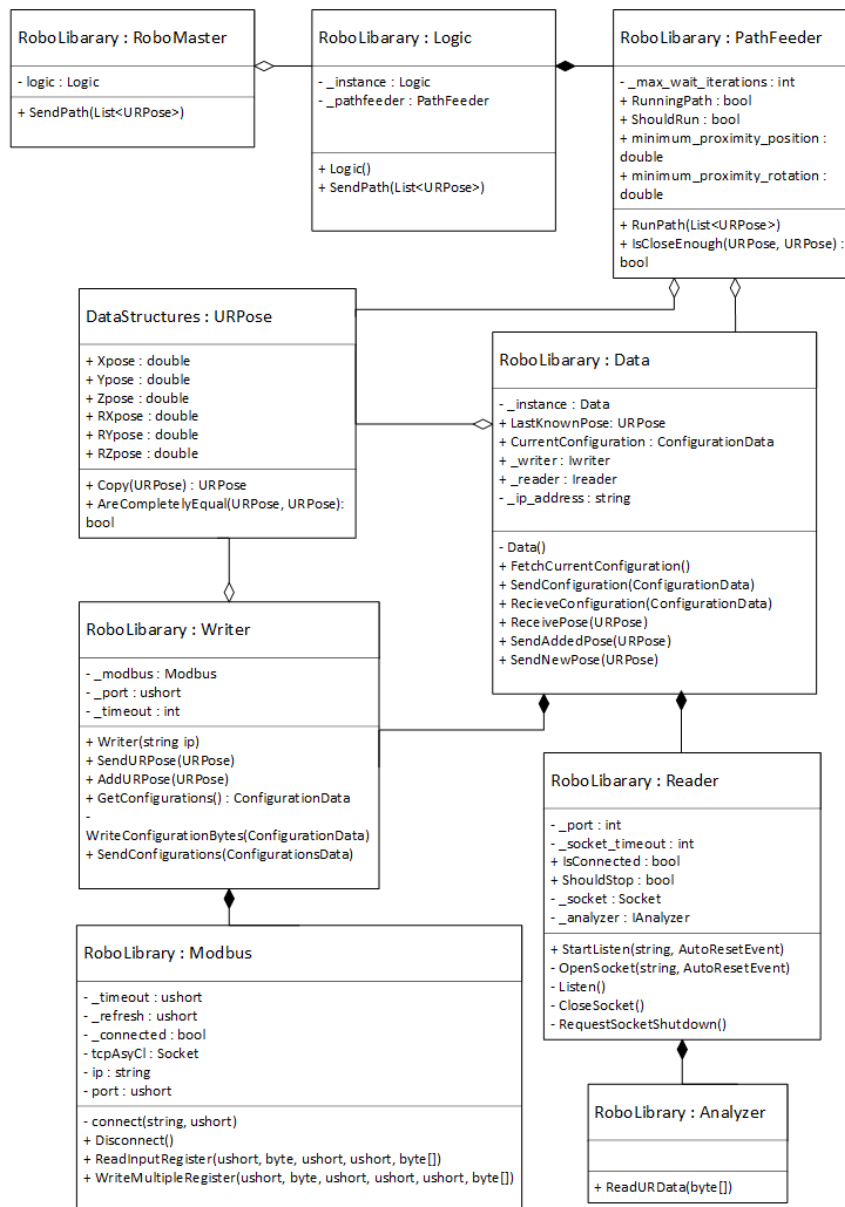 RoboLibarary : RoboMaster
- logic : Logic
+ SendPath(List<URPose>)
RoboLibarary : Logic
- _instance : Logic
- _pathfeeder : PathFeeder
+ Logic()
+ SendPath(List<URPose>)
RoboLibarary : PathFeeder
- _max_wait_iterations : int
+ RunningPath : bool
+ ShouldRun : bool
+ minimum_proximity_position :
double
+ minimum_proximity_rotation :
double
+ RunPath(List<URPose>)
+ IsCloseEnough(URPose, URPose) :
bool
DataStructures : URPose
+ Xpose : double
+ Ypose : double
+ Zpose : double
+ RXpose : double
+ RYpose : double
+ RZpose : double
+ Copy(URPose) : URPose
+ AreCompletelyEqual(URPose, URPose):
bool
RoboLibarary : Data
- _instance : Data
+ LastKnownPose: URPose
+ CurrentConfiguration : ConfigurationData
+ _writer : Iwriter
+ _reader : Ireader
- _ip_address : string
- Data()
+ FetchCurrentConfiguration()
+ SendConfiguration(ConfigurationData)
+ RecieveConfiguration(ConfigurationData)
+ ReceivePose(URPose)
+ SendAddedPose(URPose)
+ SendNewPose(URPose)
RoboLibarary : Writer
- _modbus : Modbus
- _port : ushort
- _timeout : int
+ Writer(string ip)
+ SendURPose(URPose)
+ AddURPose(URPose)
+ GetConfigurations() : ConfigurationData
-
WriteConfigurationBytes(ConfigurationData)
+ SendConfigurations(ConfigurationsData)
RoboLibarary : Reader
- _port : int
- _socket_timeout : int
+ IsConnected : bool
+ ShouldStop : bool
- _socket : Socket
- _analyzer : IAnalyzer
+ StartListen(string, AutoResetEvent)
- OpenSocket(string, AutoResetEvent)
- Listen()
- CloseSocket()
- RequestSocketShutdown()
RoboLibrary : Modbus
- _timeout : ushort
- _refresh : ushort
- _connected : bool
- tcpAsyCl : Socket
- ip : string
- port : ushort
- connect(string, ushort)
+ Disconnect()
+ ReadInputRegister(ushort, byte, ushort, ushort, byte[])
+ WriteMultipleRegister(ushort, byte, ushort, ushort, ushort, byte[])
RoboLibrary : Analyzer
+ ReadURData(byte[])